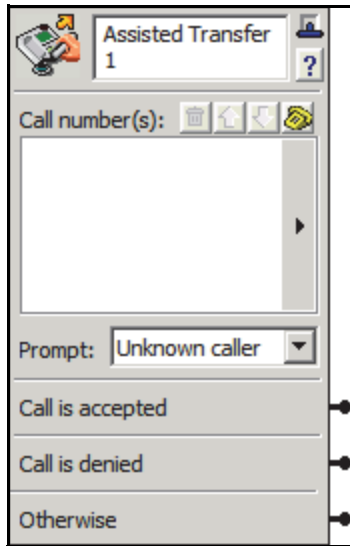 Assisted Transfer
1
?
Call number(s):
Prompt: Unknown caller
Call is accepted
Call is denied
Otherwise